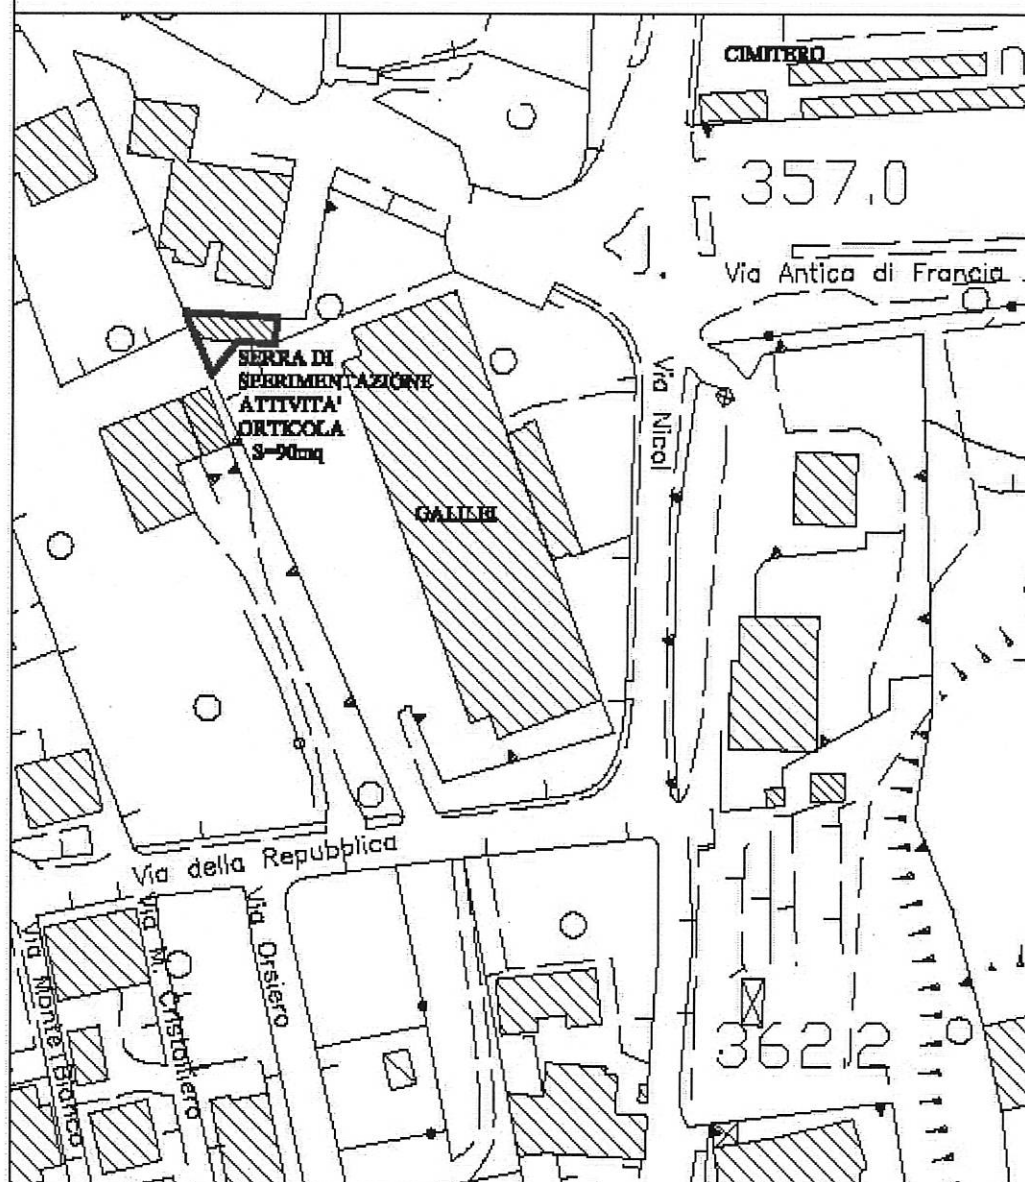 CIMITERO
357.0
Via Antica di Francia
SERRA DI
SPERIMENTAZIONE
ATTIVITA'
ORTICOLA
S=90mq
Via Nicol
GALILEI
Via della Repubblica
Via Monte Bianco
Via M. Cristalliera
Via Orsiero
362.2